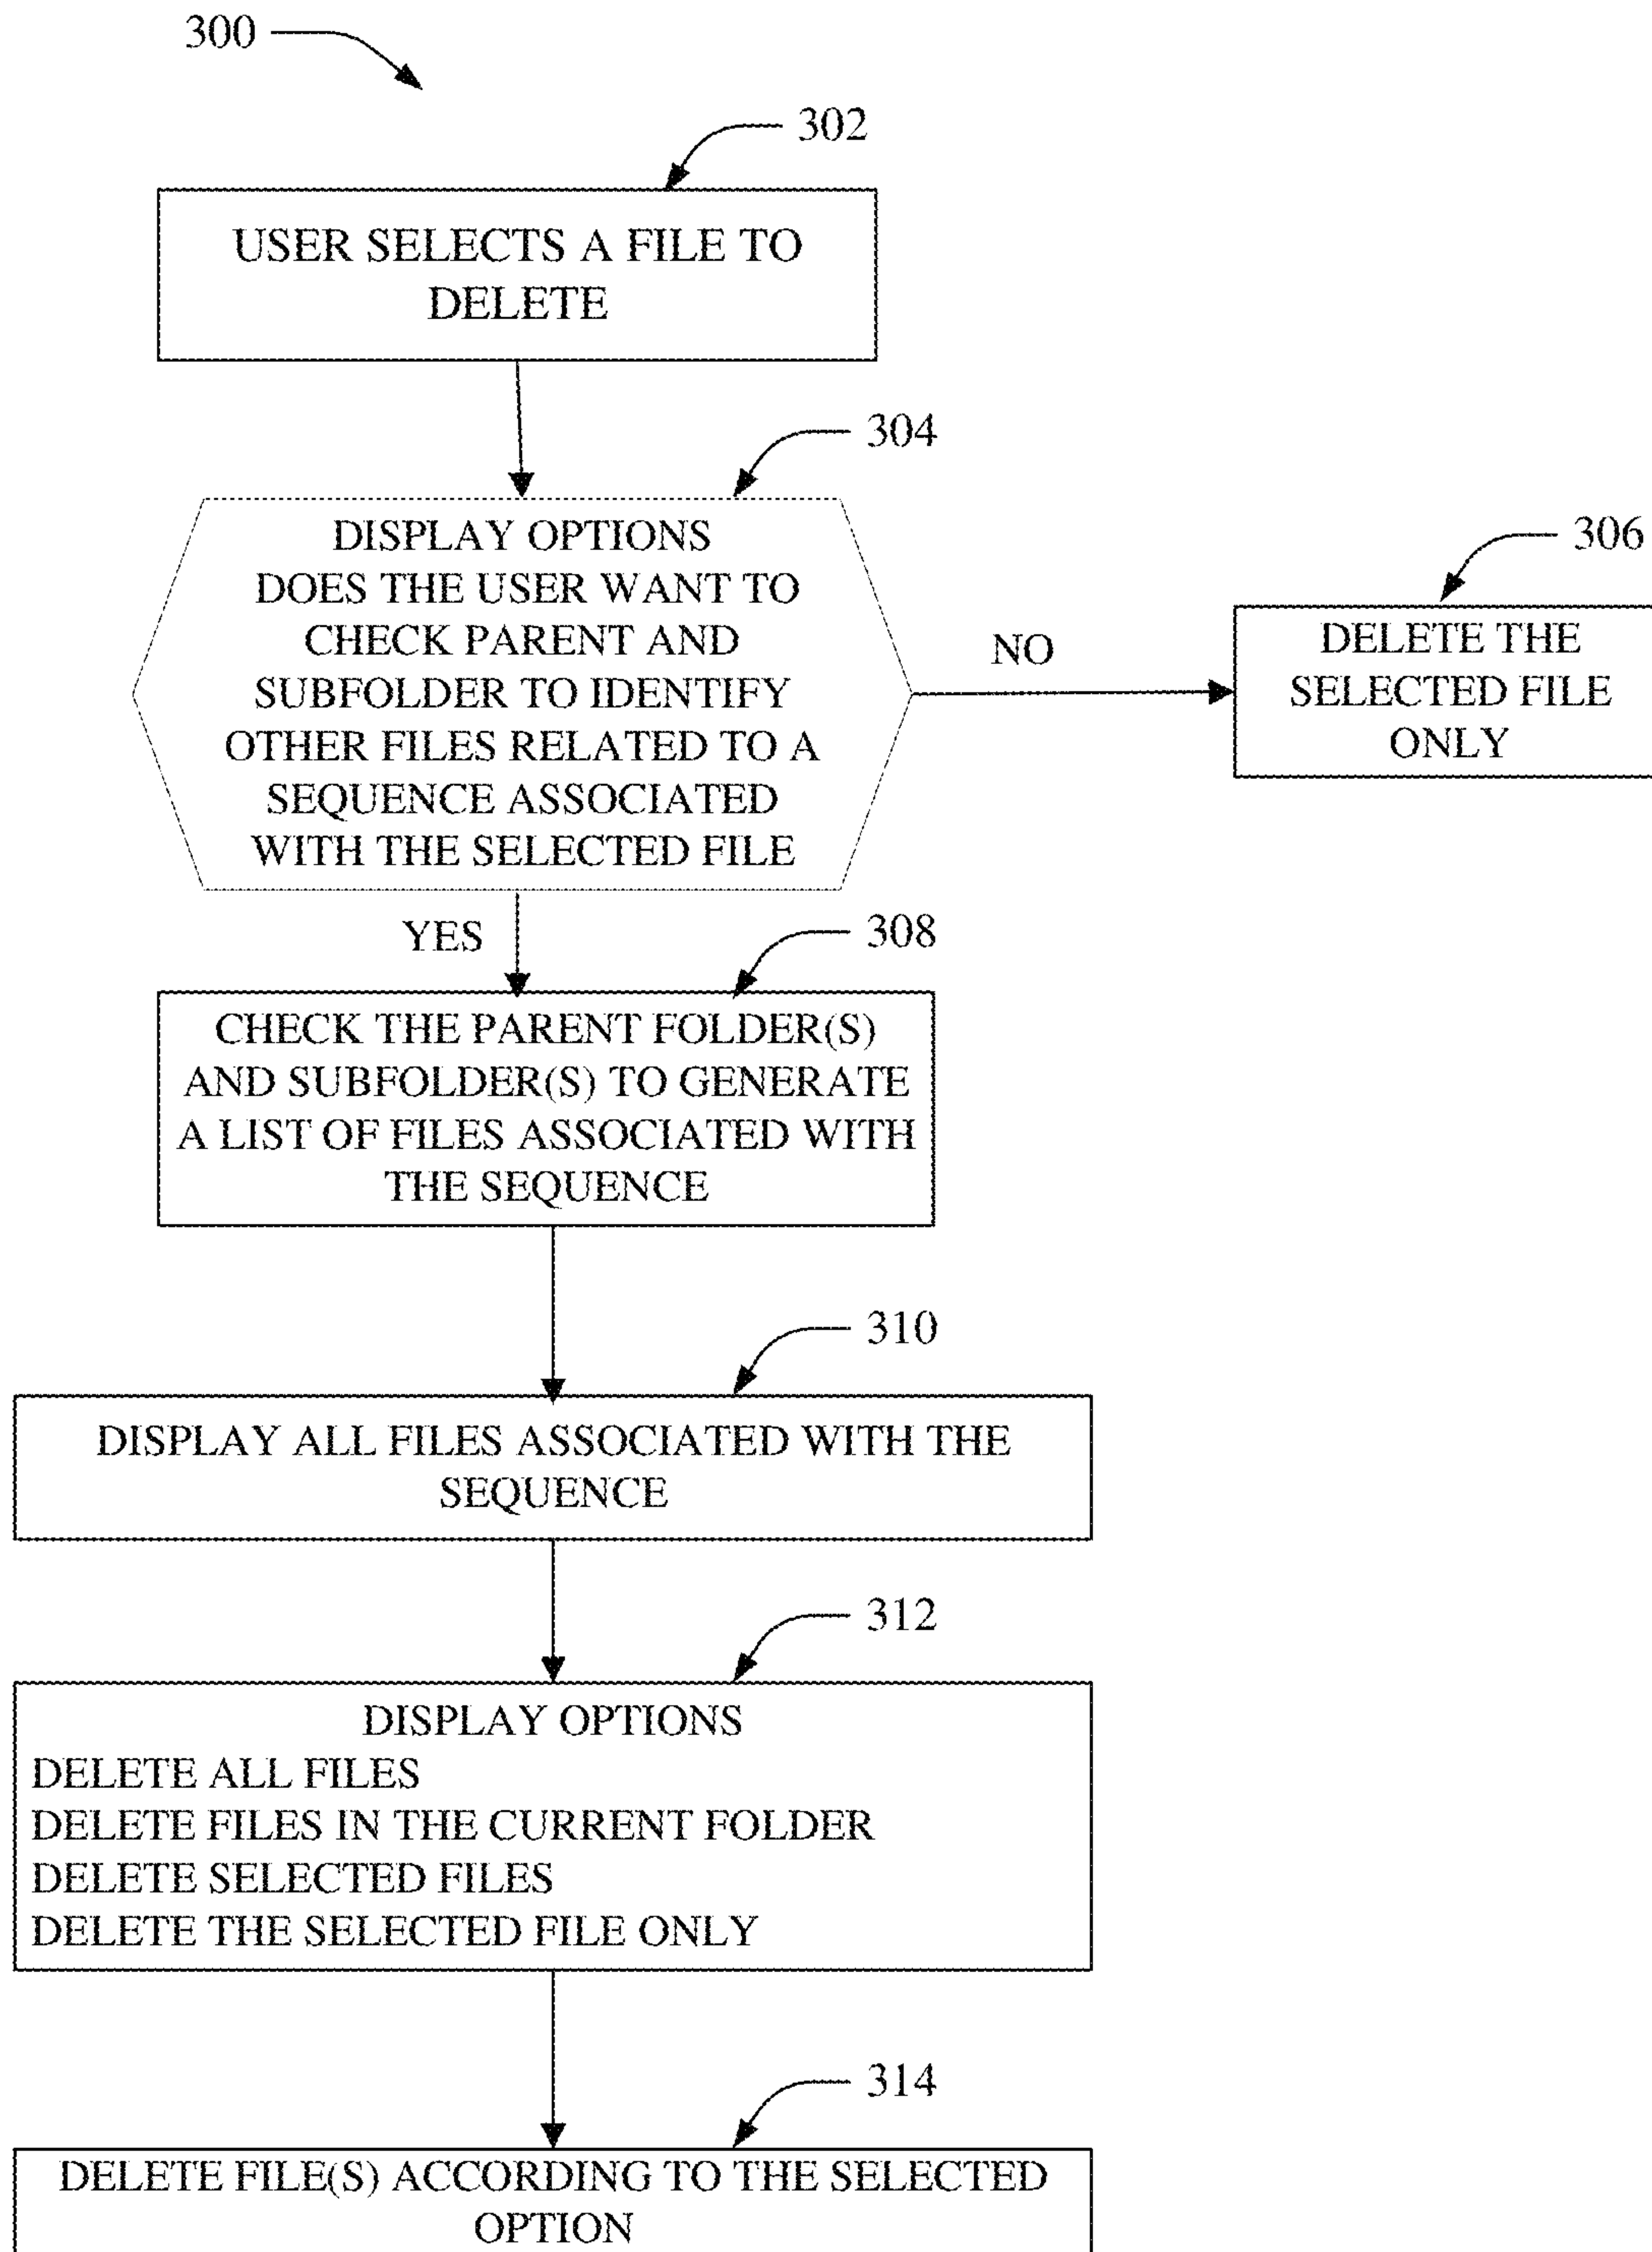 300
302
USER SELECTS A FILE TO
DELETE
304
DISPLAY OPTIONS
DOES THE USER WANT TO
CHECK PARENT AND
SUBFOLDER TO IDENTIFY
OTHER FILES RELATED TO A
SEQUENCE ASSOCIATED
WITH THE SELECTED FILE
NO
306
DELETE THE
SELECTED FILE
ONLY
YES
308
CHECK THE PARENT FOLDER(S)
AND SUBFOLDER(S) TO GENERATE
A LIST OF FILES ASSOCIATED WITH
THE SEQUENCE
310
DISPLAY ALL FILES ASSOCIATED WITH THE
SEQUENCE
312
DISPLAY OPTIONS
DELETE ALL FILES
DELETE FILES IN THE CURRENT FOLDER
DELETE SELECTED FILES
DELETE THE SELECTED FILE ONLY
314
DELETE FILE(S) ACCORDING TO THE SELECTED
OPTION